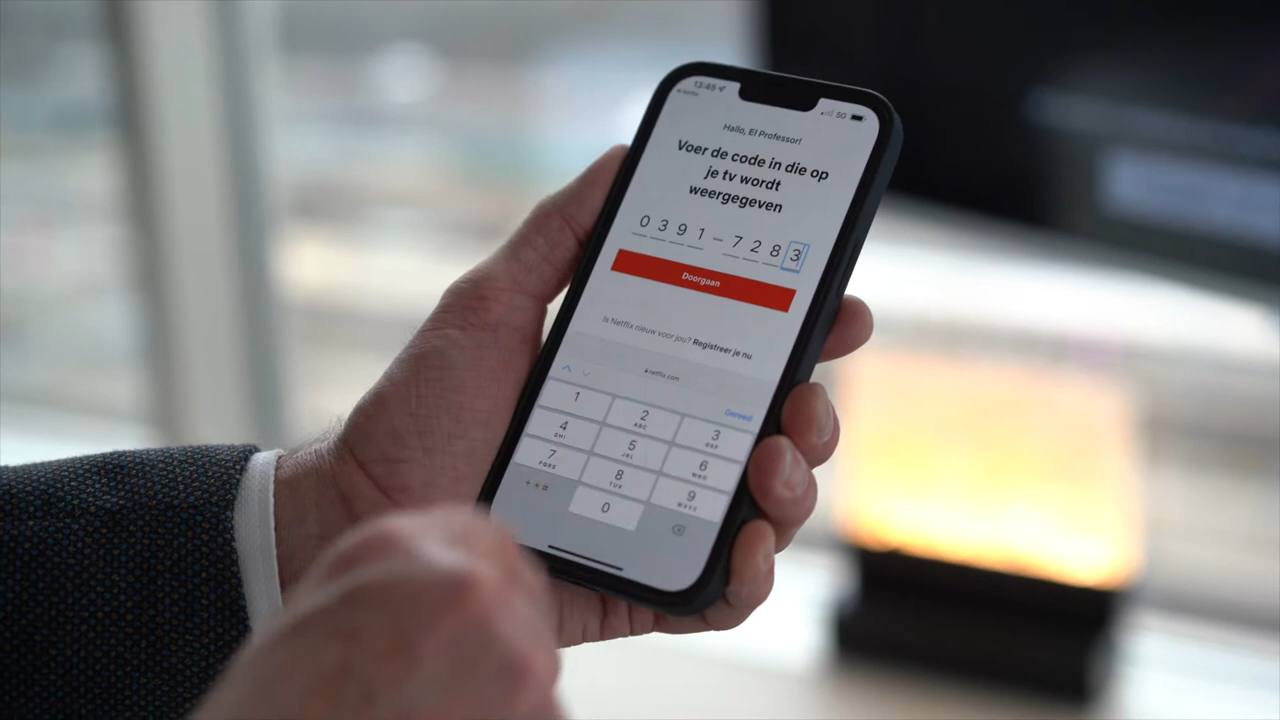 13:45
Netflix
5G
Hallo, El Professor!
Voer de code in die op
je tv wordt
weergegeven
0391-7283
Doorgaan
Is Netflix nieuw voor jou? Registreer je nu.
netflix.com
Gereed
1
2 ABC
3 DEF
4 GHI
5 JKL
6 MNO
7 PQRS
8 TUV
9 WXYZ
+*#
0